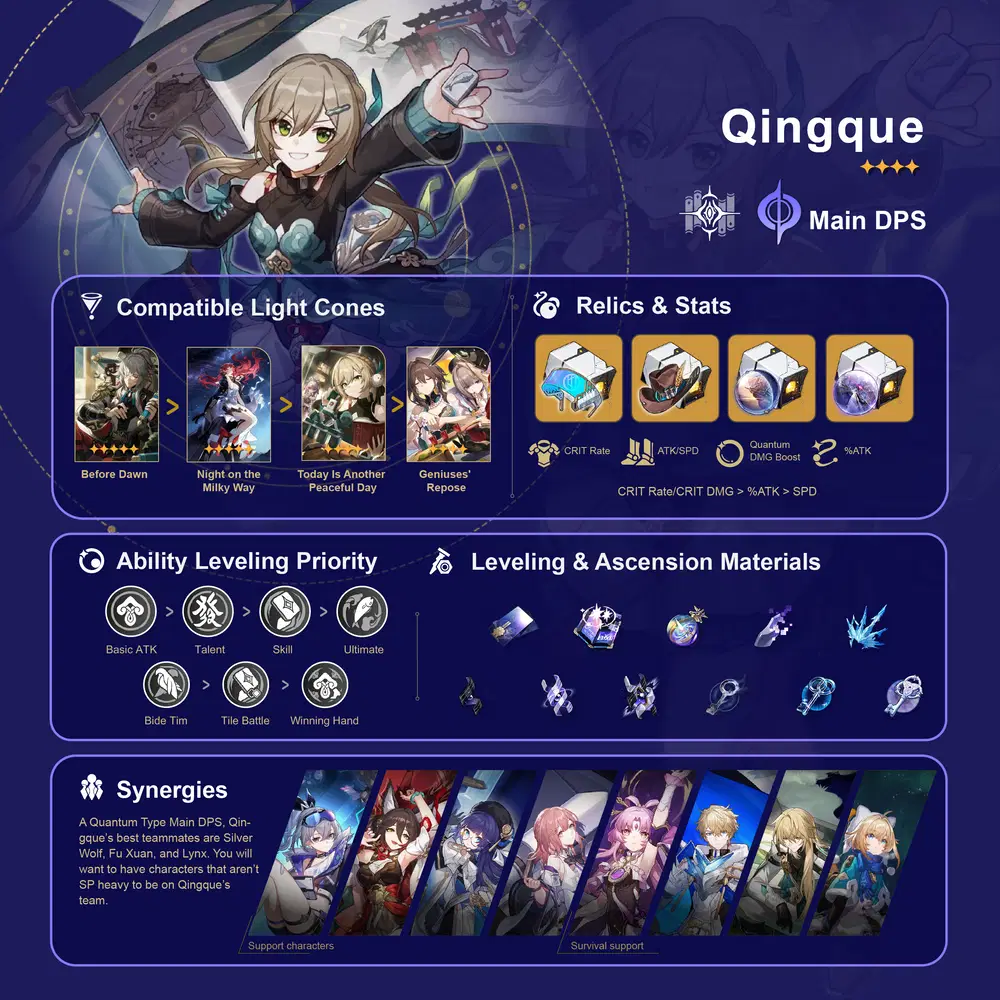 Qingque
Main DPS
Compatible Light Cones
Before Dawn
Night on the
Milky Way
Today Is Another
Peaceful Day
Geniuses'
Repose
Relics & Stats
CRIT Rate
ATK/SPD
Quantum
DMG Boost
%ATK
CRIT Rate/CRIT DMG > %ATK > SPD
Ability Leveling Priority
Basic ATK
Talent
Skill
Ultimate
Bide Tim
Tile Battle
Winning Hand
Leveling & Ascension Materials
Synergies
A Quantum Type Main DPS, Qin-
gque's best teammates are Silver
Wolf, Fu Xuan, and Lynx. You will
want to have characters that aren't
SP heavy to be on Qingque's
team.
Support characters
Survival support